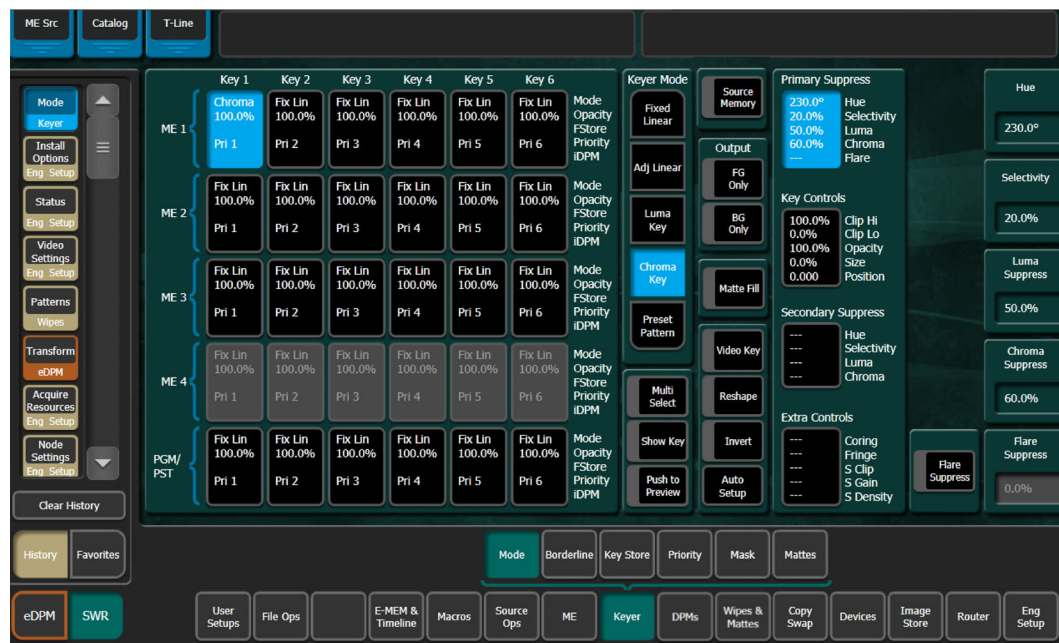 ME Src
Catalog
T-Line
Mode
Keyer
Install
Options
Eng Setup
Status
Eng Setup
Video
Settings
Eng Setup
Patterns
Wipes
Transform
eDPM
Acquire
Resources
Eng Setup
Node
Settings
Eng Setup
Clear History
History
Favorites
eDPM
SWR
Key 1 Key 2 Key 3 Key 4 Key 5 Key 6
ME 1
Chroma Fix Lin Fix Lin Fix Lin Fix Lin Fix Lin Mode
100.0% 100.0% 100.0% 100.0% 100.0% 100.0% Opacity
FStore
Pri 1 Pri 2 Pri 3 Pri 4 Pri 5 Pri 6 Priority
iDPM
ME 2
Fix Lin Fix Lin Fix Lin Fix Lin Fix Lin Fix Lin Mode
100.0% 100.0% 100.0% 100.0% 100.0% 100.0% Opacity
FStore
Pri 1 Pri 2 Pri 3 Pri 4 Pri 5 Pri 6 Priority
iDPM
ME 3
Fix Lin Fix Lin Fix Lin Fix Lin Fix Lin Fix Lin Mode
100.0% 100.0% 100.0% 100.0% 100.0% 100.0% Opacity
FStore
Pri 1 Pri 2 Pri 3 Pri 4 Pri 5 Pri 6 Priority
iDPM
ME 4
Fix Lin Fix Lin Fix Lin Fix Lin Fix Lin Fix Lin Mode
100.0% 100.0% 100.0% 100.0% 100.0% 100.0% Opacity
FStore
Pri 1 Pri 2 Pri 3 Pri 4 Pri 5 Pri 6 Priority
iDPM
PGM/
PST
Fix Lin Fix Lin Fix Lin Fix Lin Fix Lin Fix Lin Mode
100.0% 100.0% 100.0% 100.0% 100.0% 100.0% Opacity
FStore
Pri 1 Pri 2 Pri 3 Pri 4 Pri 5 Pri 6 Priority
iDPM
Keyer Mode
Fixed
Linear
Adj Linear
Luma
Key
Chroma
Key
Preset
Pattern
Multi
Select
Show Key
Push to
Preview
Source
Memory
Output
FG
Only
BG
Only
Matte Fill
Video Key
Reshape
Invert
Auto
Setup
Primary Suppress
230.0° Hue
20.0% Selectivity
50.0% Luma
60.0% Chroma
--- Flare
Key Controls
100.0% Clip Hi
0.0% Clip Lo
100.0% Opacity
0.0% Size
0.000 Position
Secondary Suppress
--- Hue
--- Selectivity
--- Luma
--- Chroma
Extra Controls
--- Coring
--- Fringe
--- S Clip
--- S Gain
--- S Density
Flare
Suppress
Hue
230.0°
Selectivity
20.0%
Luma
Suppress
50.0%
Chroma
Suppress
60.0%
Flare
Suppress
0.0%
Mode
Borderline
Key Store
Priority
Mask
Mattes
User
Setups
File Ops
E-MEM &
Timeline
Macros
Source
Ops
ME
Keyer
DPMs
Wipes &
Mattes
Copy
Swap
Devices
Image
Store
Router
Eng
Setup